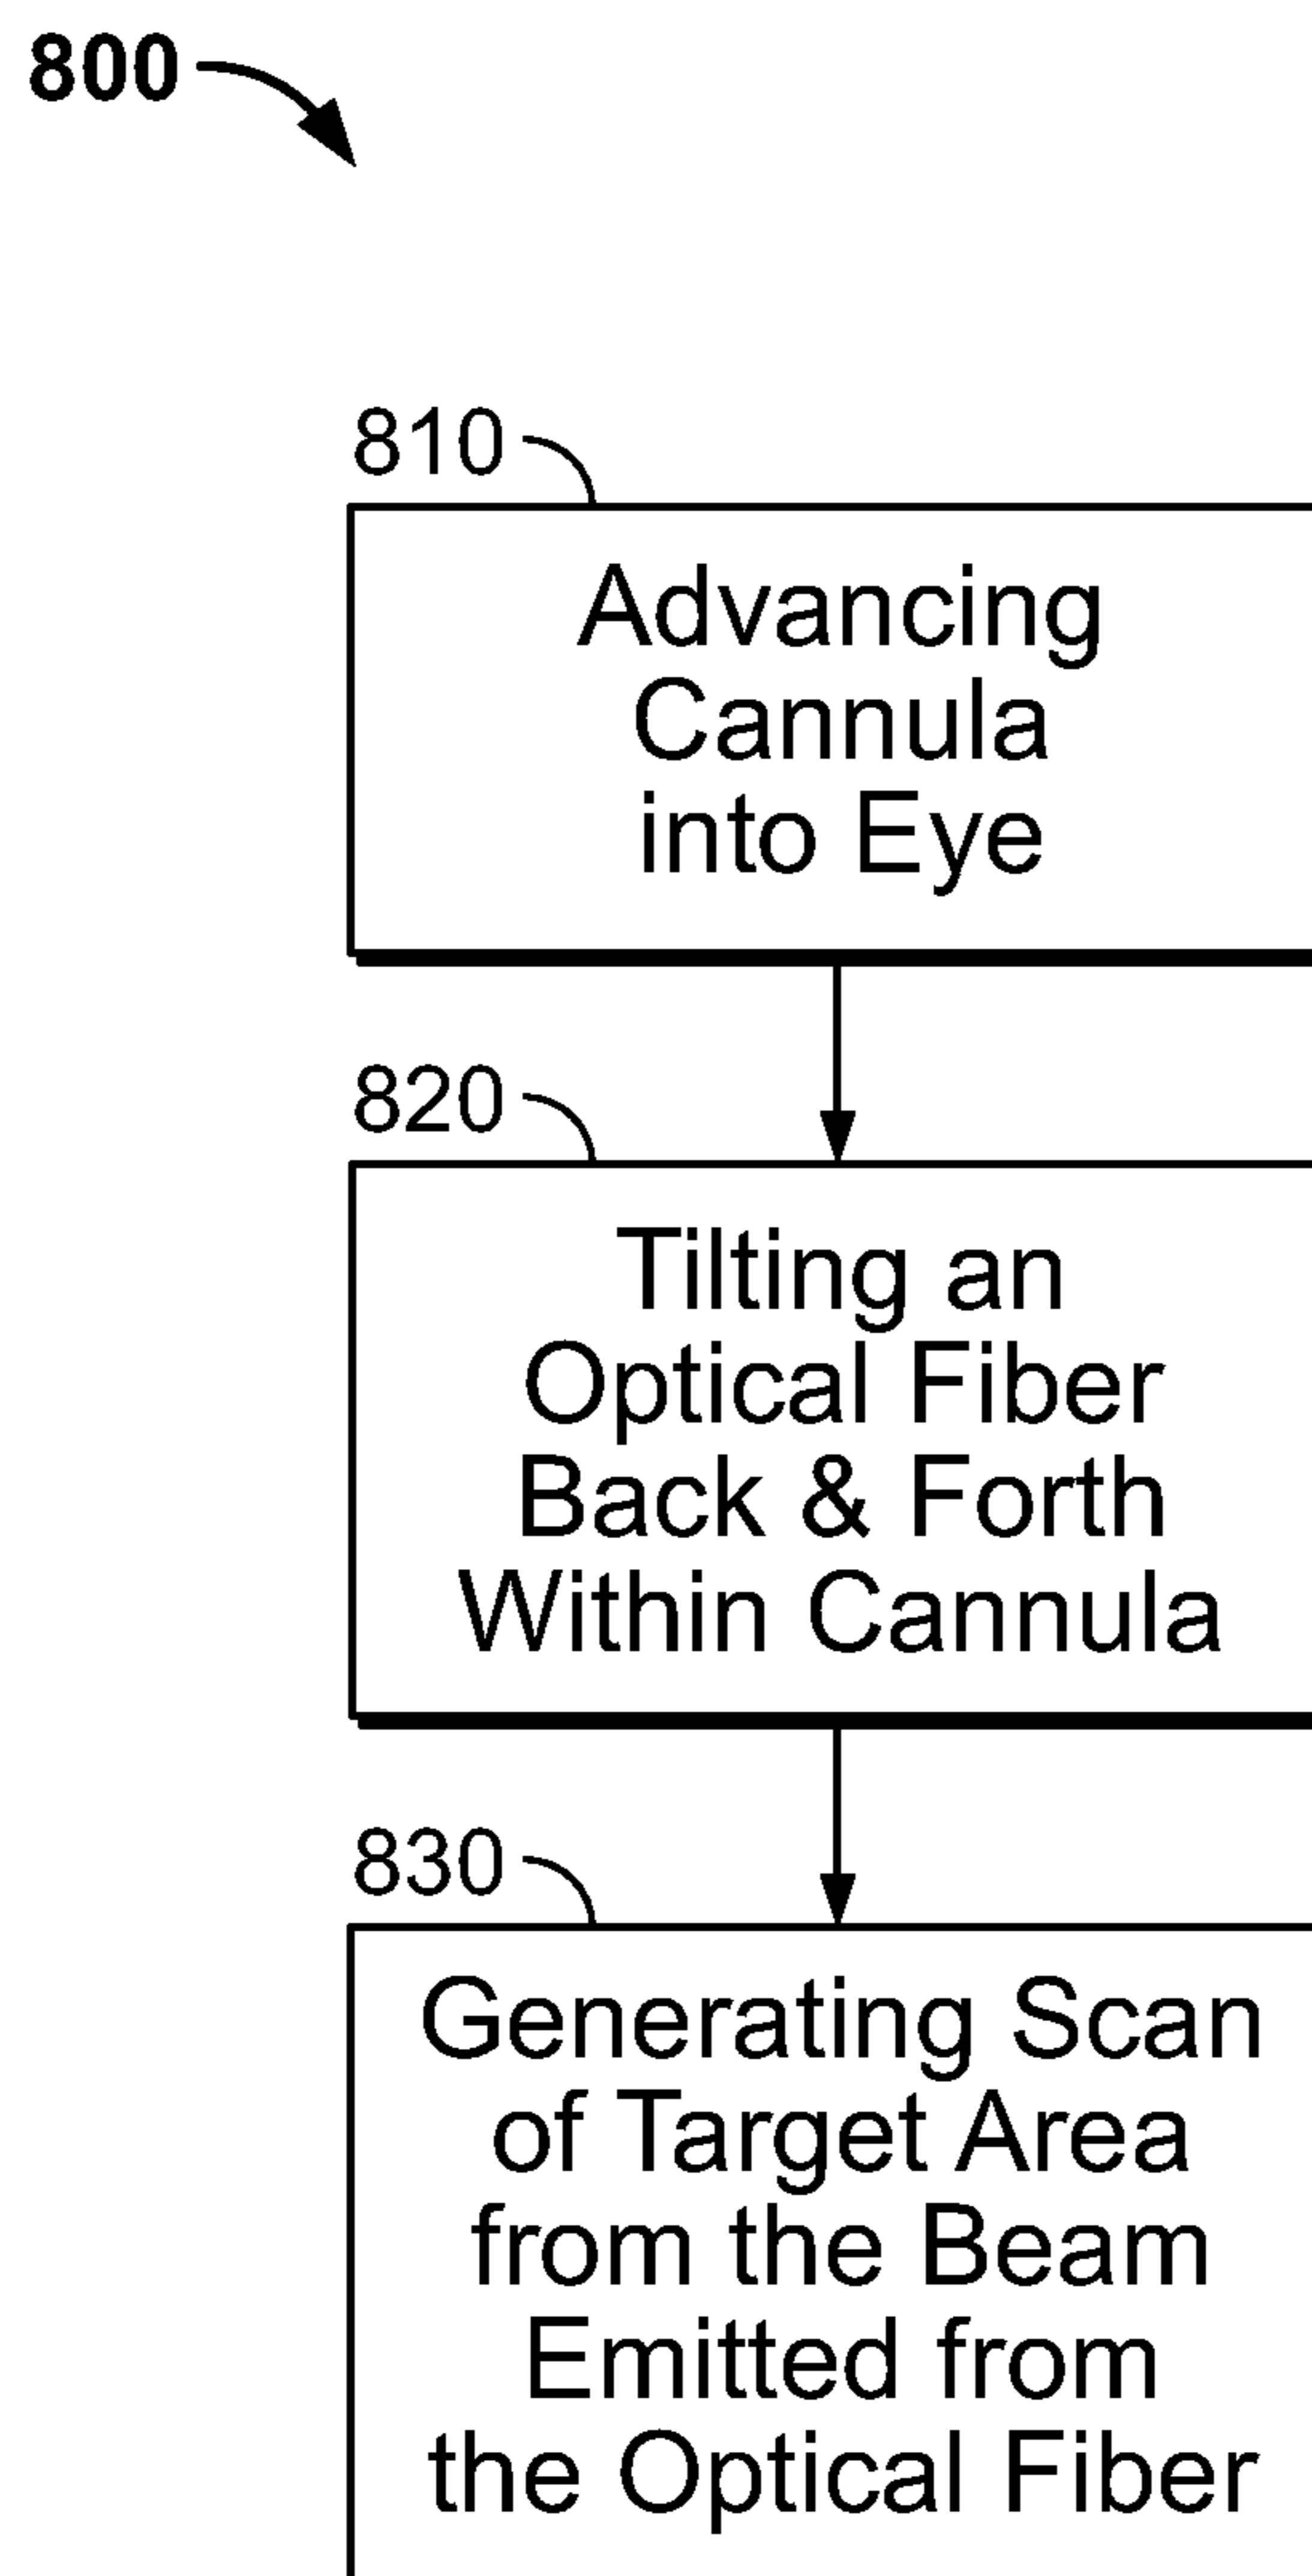 800
810
Advancing
Cannula
into Eye
820
Tilting an
Optical Fiber
Back & Forth
Within Cannula
830
Generating Scan
of Target Area
from the Beam
Emitted from
the Optical Fiber